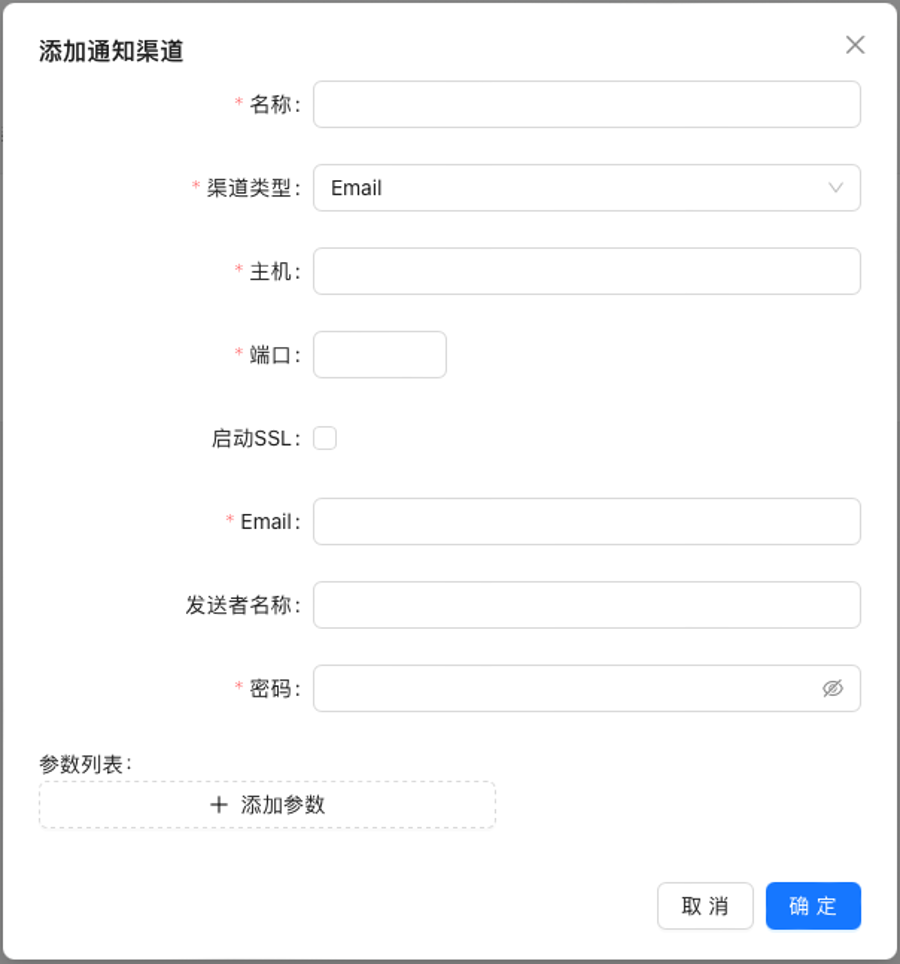 添加通知渠道
* 名称:
* 渠道类型: Email
* 主机:
* 端口:
启动SSL:
* Email:
发送者名称:
* 密码:
参数列表:
+ 添加参数
取 消 确 定